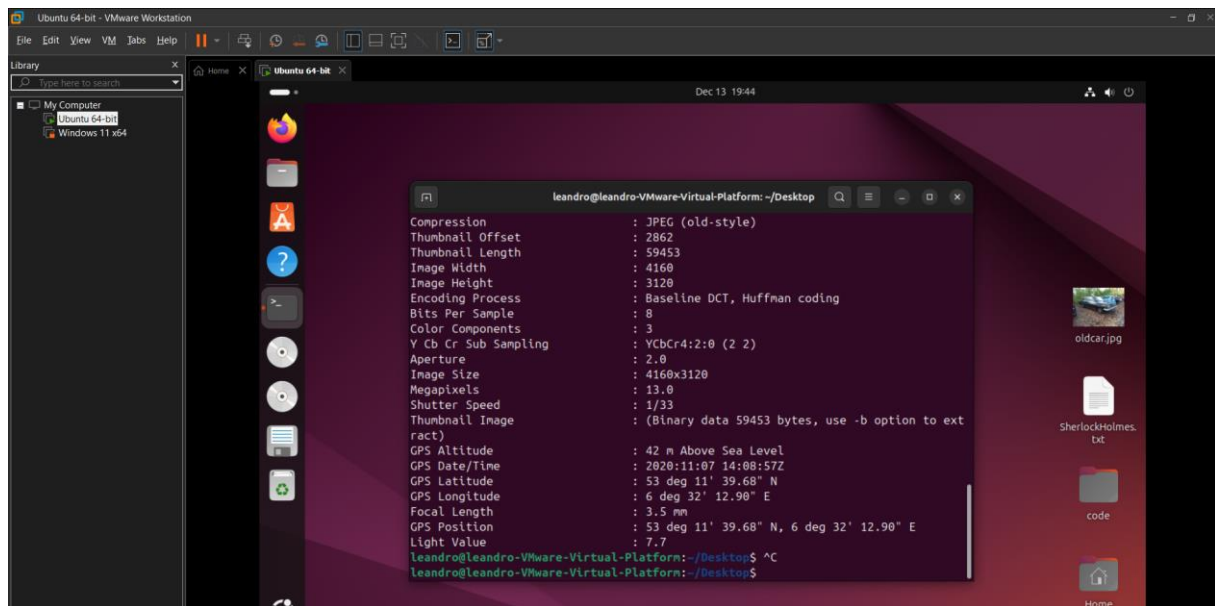 Ubuntu 64-bit - VMware Workstation
File Edit View VM Tabs Help
Library X
Type here to search
My Computer
Ubuntu 64-bit
Windows 11 x64
Home X Ubuntu 64-bit X
Dec 13 19:44
leandro@leandro-VMware-Virtual-Platform: ~/Desktop
Compression : JPEG (old-style)
Thumbnail Offset : 2862
Thumbnail Length : 59453
Image Width : 4160
Image Height : 3120
Encoding Process : Baseline DCT, Huffman coding
Bits Per Sample : 8
Color Components : 3
Y Cb Cr Sub Sampling : YCbCr4:2:0 (2 2)
Aperture : 2.0
Image Size : 4160x3120
Megapixels : 13.0
Shutter Speed : 1/33
Thumbnail Image : (Binary data 59453 bytes, use -b option to ext
ract)
GPS Altitude : 42 m Above Sea Level
GPS Date/Time : 2020:11:07 14:08:57Z
GPS Latitude : 53 deg 11' 39.68" N
GPS Longitude : 6 deg 32' 12.90" E
Focal Length : 3.5 mm
GPS Position : 53 deg 11' 39.68" N, 6 deg 32' 12.90" E
Light Value : 7.7
leandro@leandro-VMware-Virtual-Platform:~/Desktop$ ^C
leandro@leandro-VMware-Virtual-Platform:~/Desktop$
oldcar.jpg
SherlockHolmes.
txt
code
Home